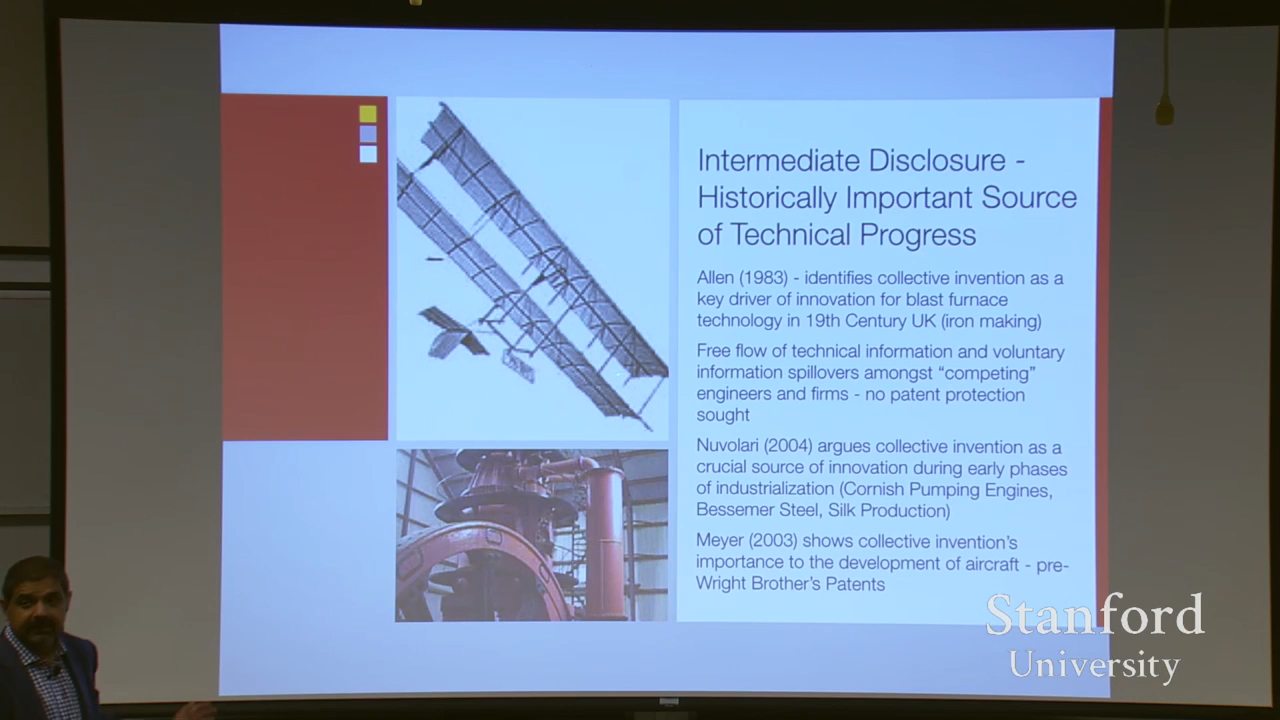 Intermediate Disclosure -
Historically Important Source
of Technical Progress
Allen (1983) - identifies collective invention as a
key driver of innovation for blast furnace
technology in 19th Century UK (iron making)
Free flow of technical information and voluntary
information spillovers amongst “competing”
engineers and firms - no patent protection
sought
Nuvolari (2004) argues collective invention as a
crucial source of innovation during early phases
of industrialization (Cornish Pumping Engines,
Bessemer Steel, Silk Production)
Meyer (2003) shows collective invention’s
importance to the development of aircraft - pre-
Wright Brother’s Patents
Stanford
University